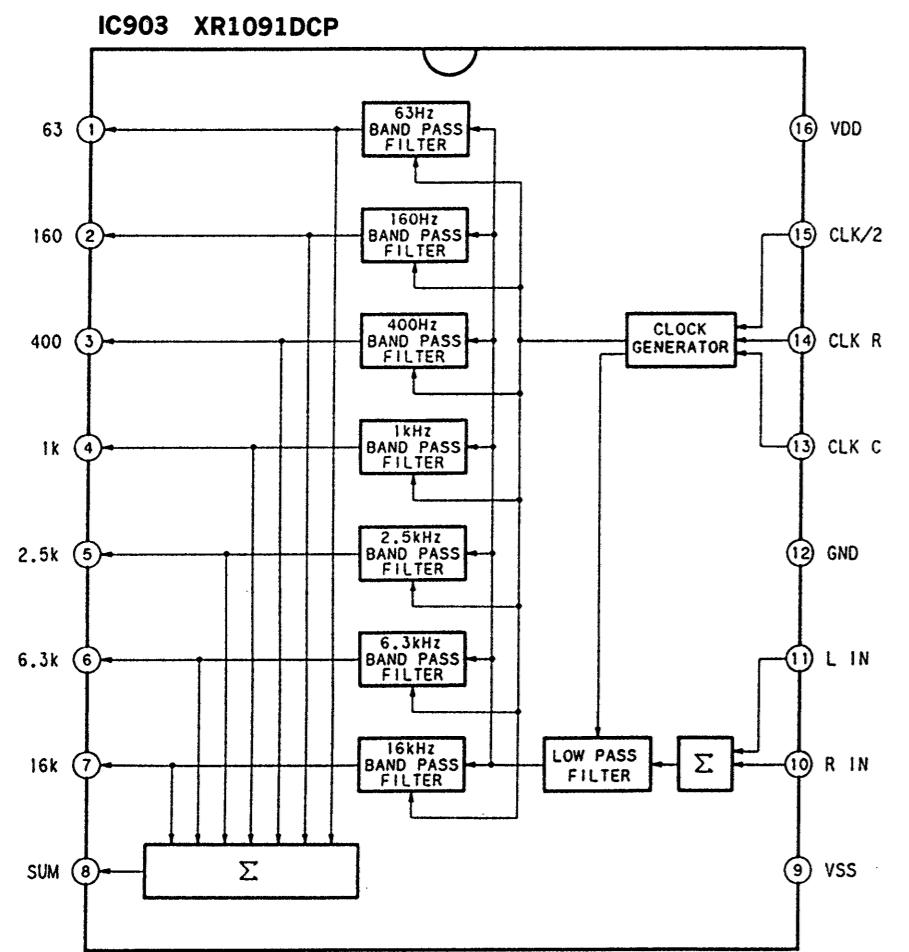 IC903 XR1091DCP
63 1
63Hz
BAND PASS
FILTER
16 VDD
160 2
160Hz
BAND PASS
FILTER
15 CLK/2
400 3
400Hz
BAND PASS
FILTER
CLOCK
GENERATOR
14 CLK R
1k 4
1kHz
BAND PASS
FILTER
13 CLK C
2.5k 5
2.5kHz
BAND PASS
FILTER
12 GND
6.3k 6
6.3kHz
BAND PASS
FILTER
11 L IN
16k 7
16kHz
BAND PASS
FILTER
LOW PASS
FILTER
Σ
10 R IN
SUM 8
Σ
9 VSS